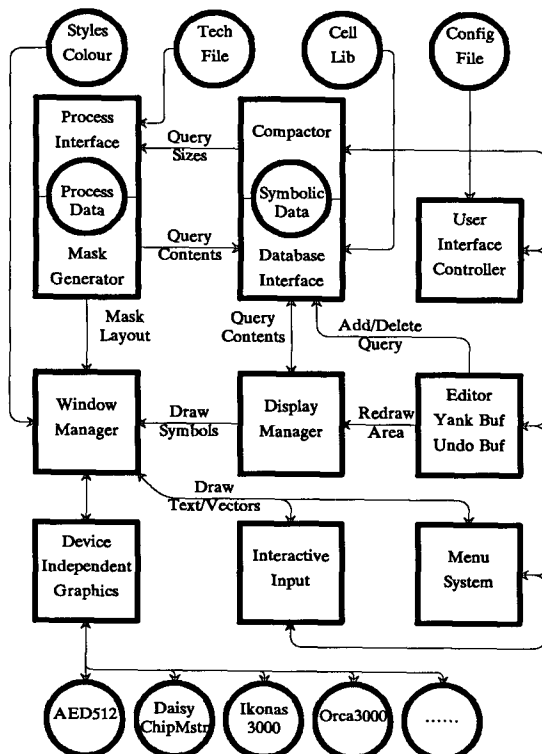 Styles
Colour
Tech
File
Cell
Lib
Config
File
Process
Interface
Query
Sizes
Compactor
Process
Data
Symbolic
Data
User
Interface
Controller
Mask
Generator
Query
Contents
Database
Interface
Mask
Layout
Query
Contents
Add/Delete
Query
Window
Manager
Draw
Symbols
Display
Manager
Redraw
Area
Editor
Yank Buf
Undo Buf
Draw
Text/Vectors
Device
Independent
Graphics
Interactive
Input
Menu
System
AED512
Daisy
ChipMstr
Ikonas
3000
Orca3000
......